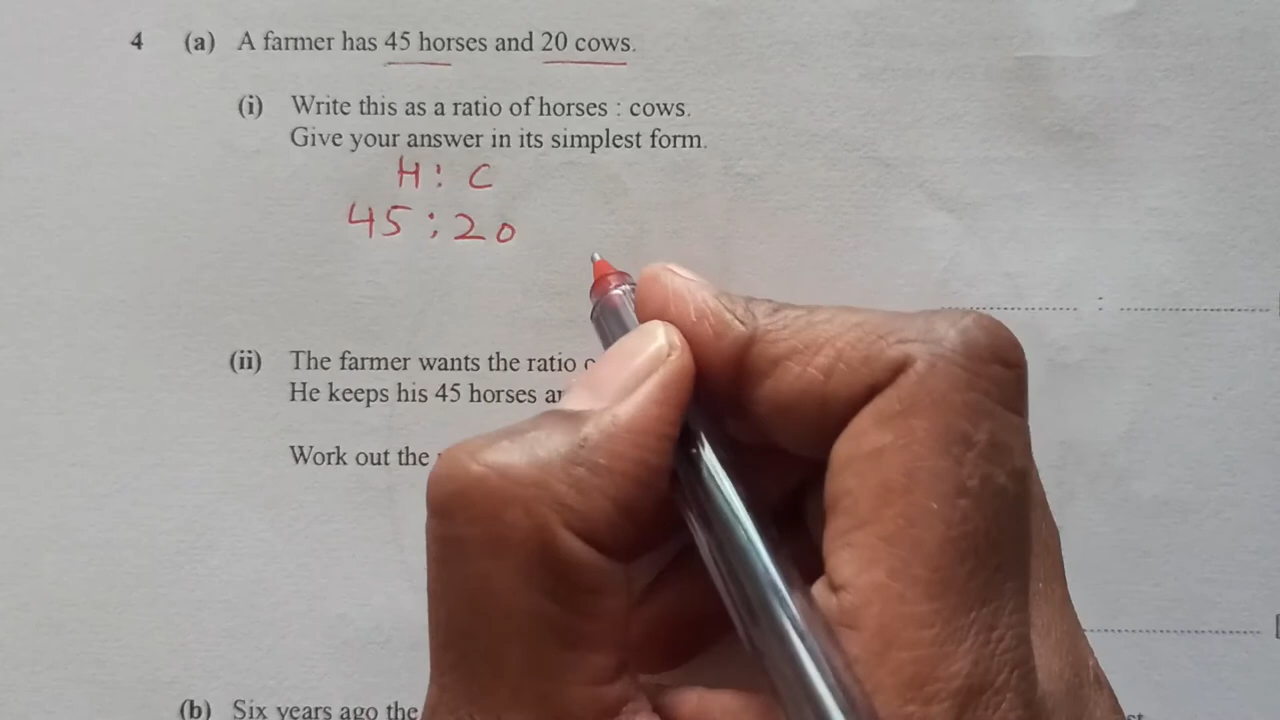 4 (a) A farmer has 45 horses and 20 cows.
(i) Write this as a ratio of horses : cows.
Give your answer in its simplest form.
H : C
45 : 20
.............................. : ..............................
(ii) The farmer wants the ratio
He keeps his 45 horses
Work out the
(b) Six years ago the